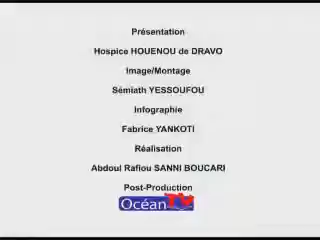 Présentation
Hospice HOUENOU de DRAVO
Image/Montage
Sémiath YESSOUFOU
Infographie
Fabrice YANKOTI
Réalisation
Abdoul Rafiou SANNI BOUCARI
Post-Production
Océan TV